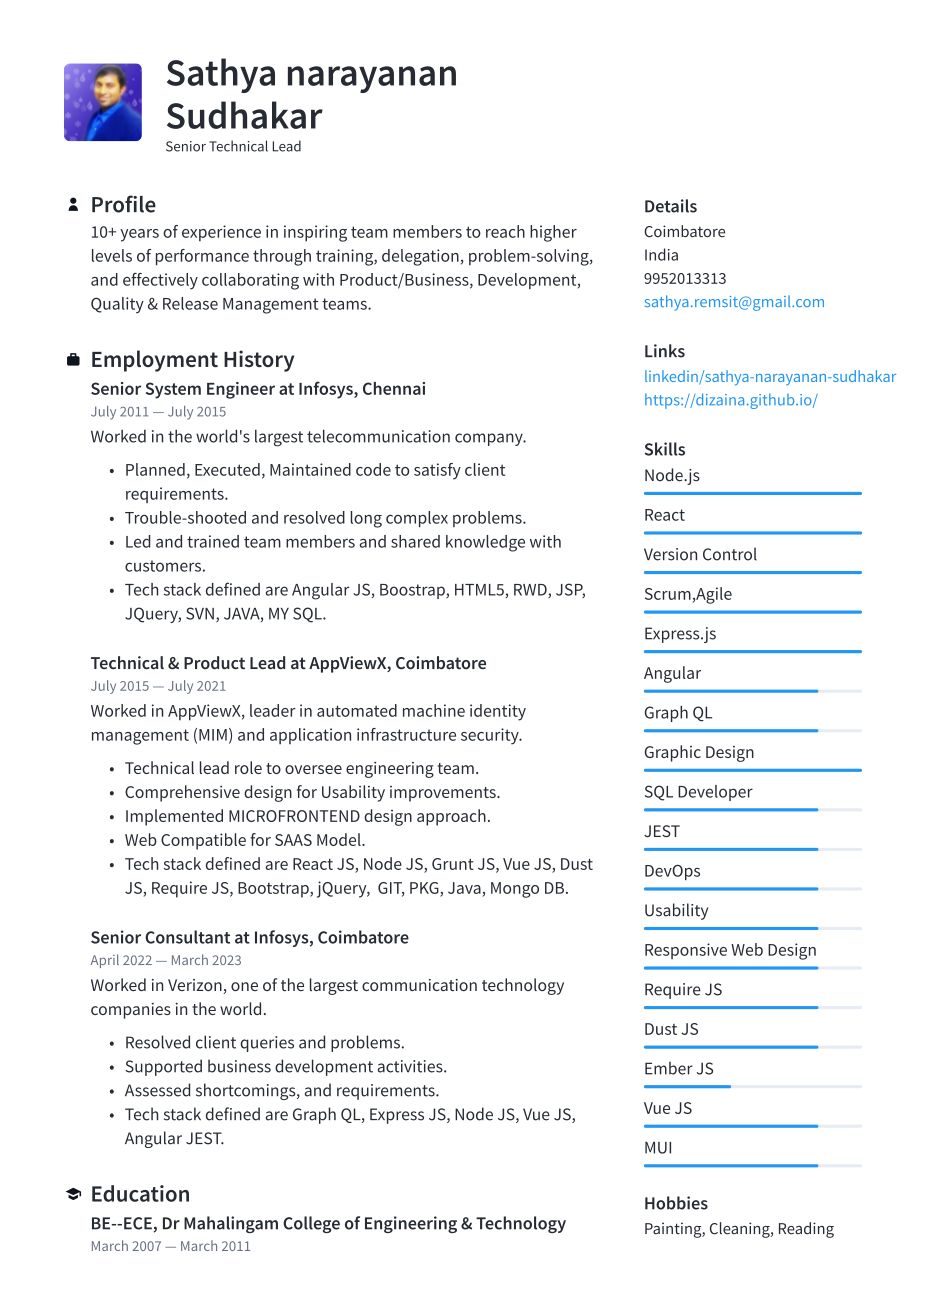 Sathya narayanan
Sudhakar
Senior Technical Lead
Profile
10+ years of experience in inspiring team members to reach higher
levels of performance through training, delegation, problem-solving,
and effectively collaborating with Product/Business, Development,
Quality & Release Management teams.
Employment History
Senior System Engineer at Infosys, Chennai
July 2011 — July 2015
Worked in the world's largest telecommunication company.
• Planned, Executed, Maintained code to satisfy client
requirements.
• Trouble-shooted and resolved long complex problems.
• Led and trained team members and shared knowledge with
customers.
• Tech stack defined are Angular JS, Boostrap, HTML5, RWD, JSP,
JQuery, SVN, JAVA, MY SQL.
Technical & Product Lead at AppViewX, Coimbatore
July 2015 — July 2021
Worked in AppViewX, leader in automated machine identity
management (MIM) and application infrastructure security.
• Technical lead role to oversee engineering team.
• Comprehensive design for Usability improvements.
• Implemented MICROFRONTEND design approach.
• Web Compatible for SAAS Model.
• Tech stack defined are React JS, Node JS, Grunt JS, Vue JS, Dust
JS, Require JS, Bootstrap, jQuery,  GIT, PKG, Java, Mongo DB.
Senior Consultant at Infosys, Coimbatore
April 2022 — March 2023
Worked in Verizon, one of the largest communication technology
companies in the world.
• Resolved client queries and problems.
• Supported business development activities.
• Assessed shortcomings, and requirements.
• Tech stack defined are Graph QL, Express JS, Node JS, Vue JS,
Angular JEST.
Education
BE--ECE, Dr Mahalingam College of Engineering & Technology
March 2007 — March 2011
Details
Coimbatore
India
9952013313
sathya.remsit@gmail.com
Links
linkedin/sathya-narayanan-sudhakar
https://dizaina.github.io/
Skills
Node.js
React
Version Control
Scrum,Agile
Express.js
Angular
Graph QL
Graphic Design
SQL Developer
JEST
DevOps
Usability
Responsive Web Design
Require JS
Dust JS
Ember JS
Vue JS
MUI
Hobbies
Painting, Cleaning, Reading